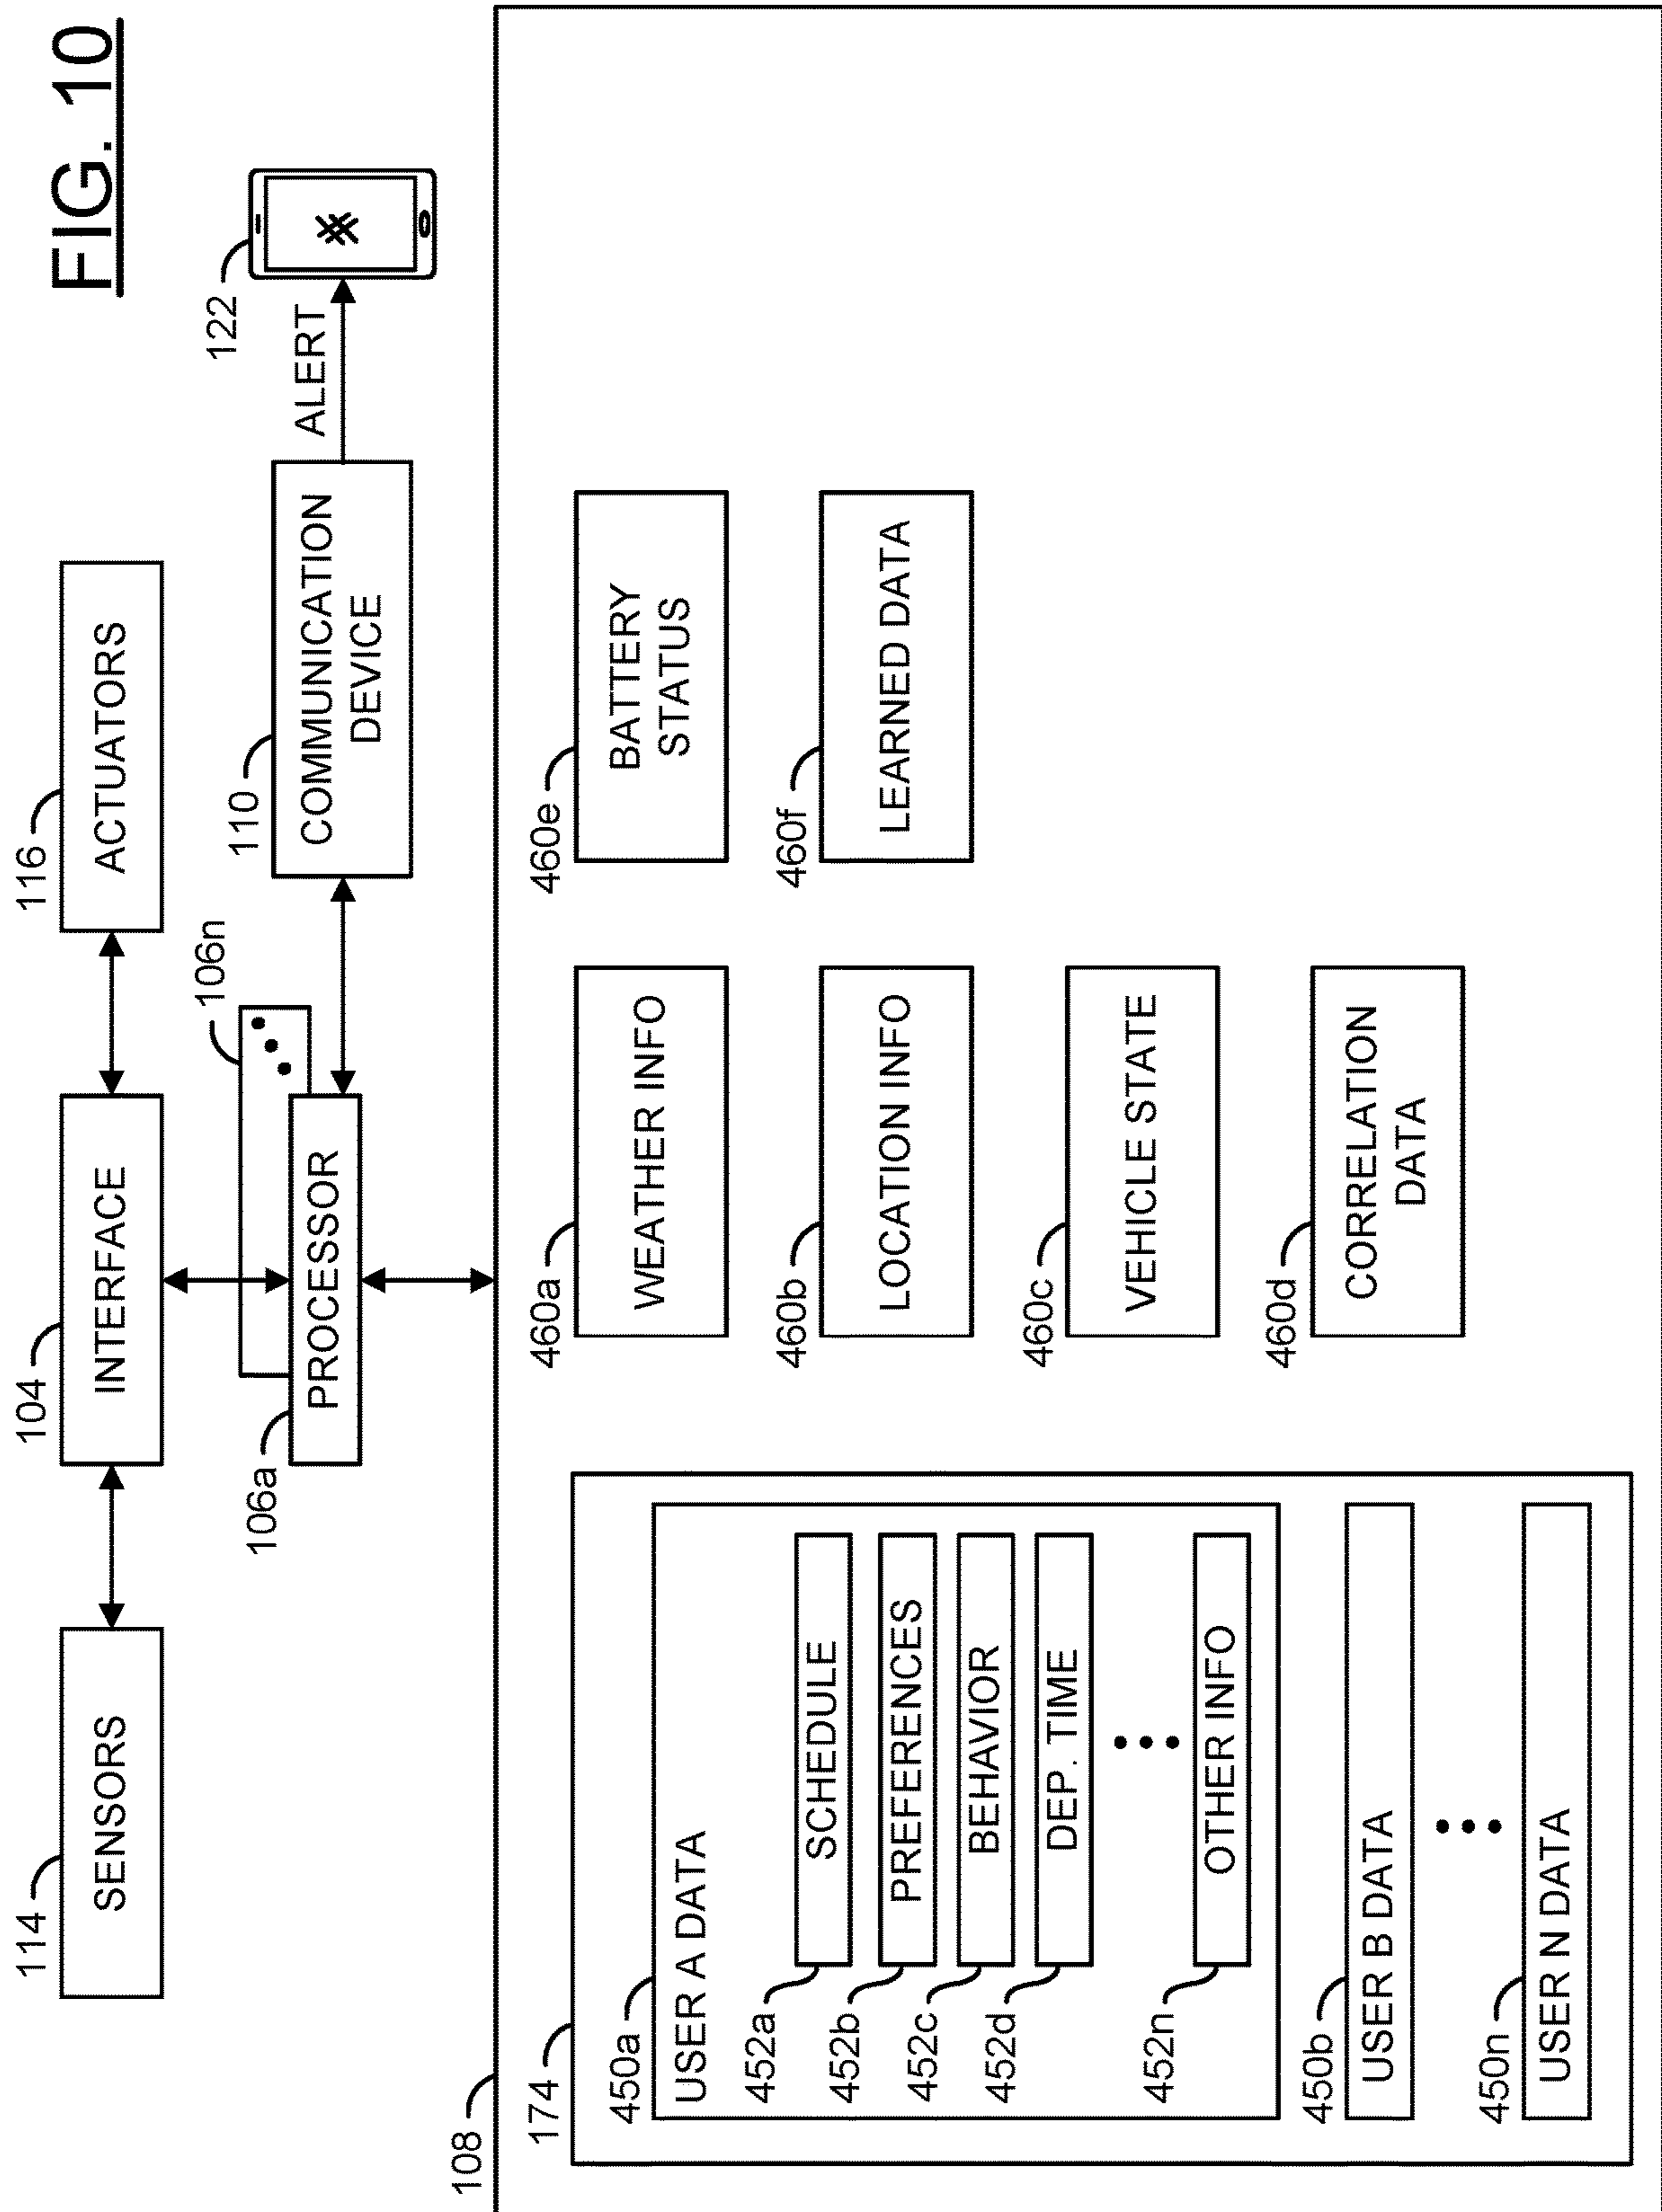 FIG. 10
114
SENSORS
104
INTERFACE
116
ACTUATORS
106a
PROCESSOR
106n
110
COMMUNICATION
DEVICE
ALERT
122
108
174
450a
USER A DATA
452a
SCHEDULE
452b
PREFERENCES
452c
BEHAVIOR
452d
DEP. TIME
452n
OTHER INFO
450b
USER B DATA
450n
USER N DATA
460a
WEATHER INFO
460b
LOCATION INFO
460c
VEHICLE STATE
460d
CORRELATION
DATA
460e
BATTERY
STATUS
460f
LEARNED DATA